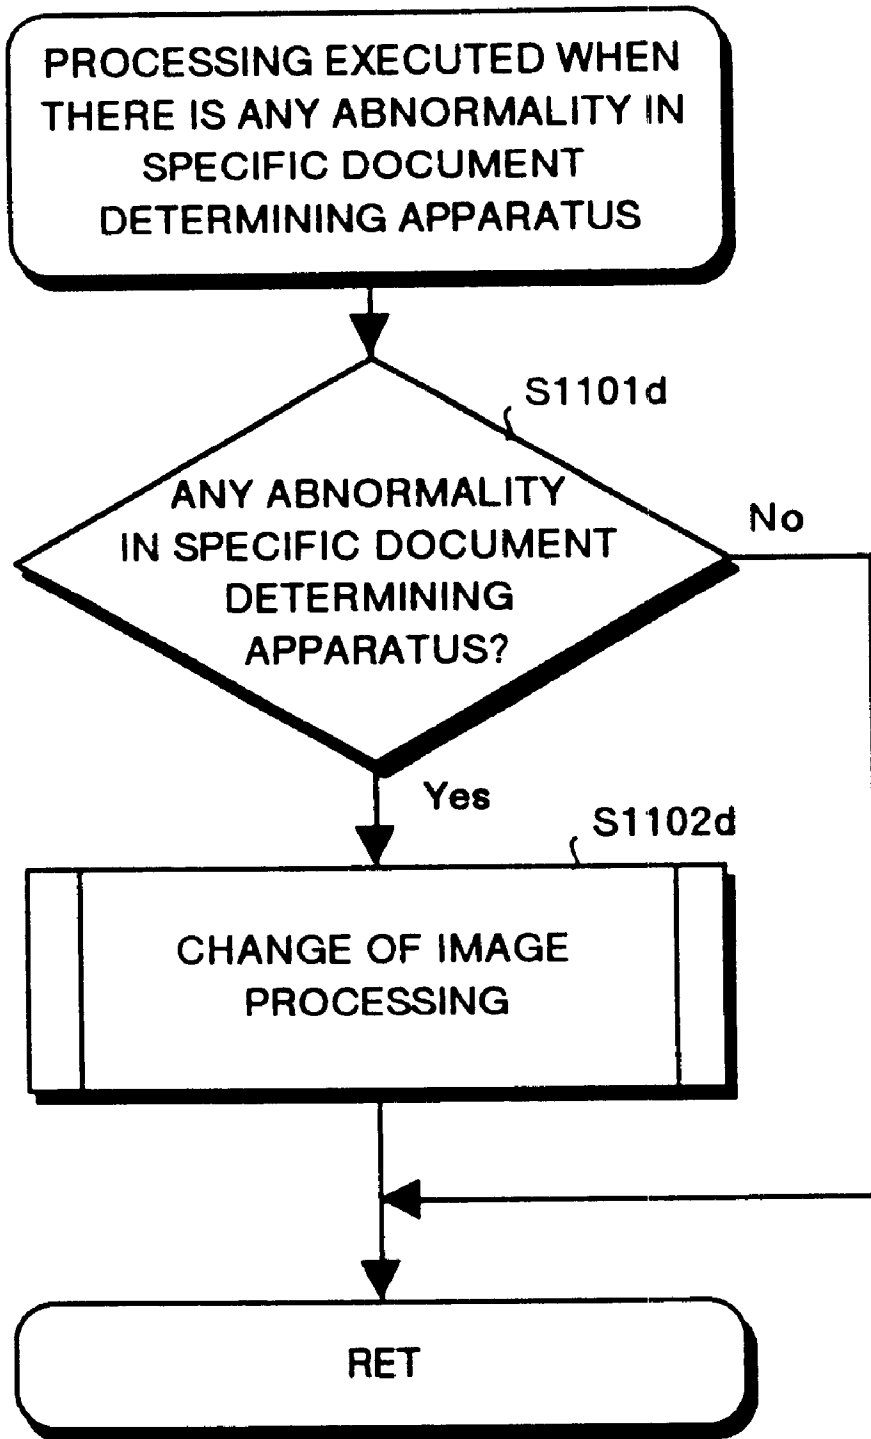 PROCESSING EXECUTED WHEN
THERE IS ANY ABNORMALITY IN
SPECIFIC DOCUMENT
DETERMINING APPARATUS
S1101d
ANY ABNORMALITY
IN SPECIFIC DOCUMENT
DETERMINING
APPARATUS?
No
Yes
S1102d
CHANGE OF IMAGE
PROCESSING
RET